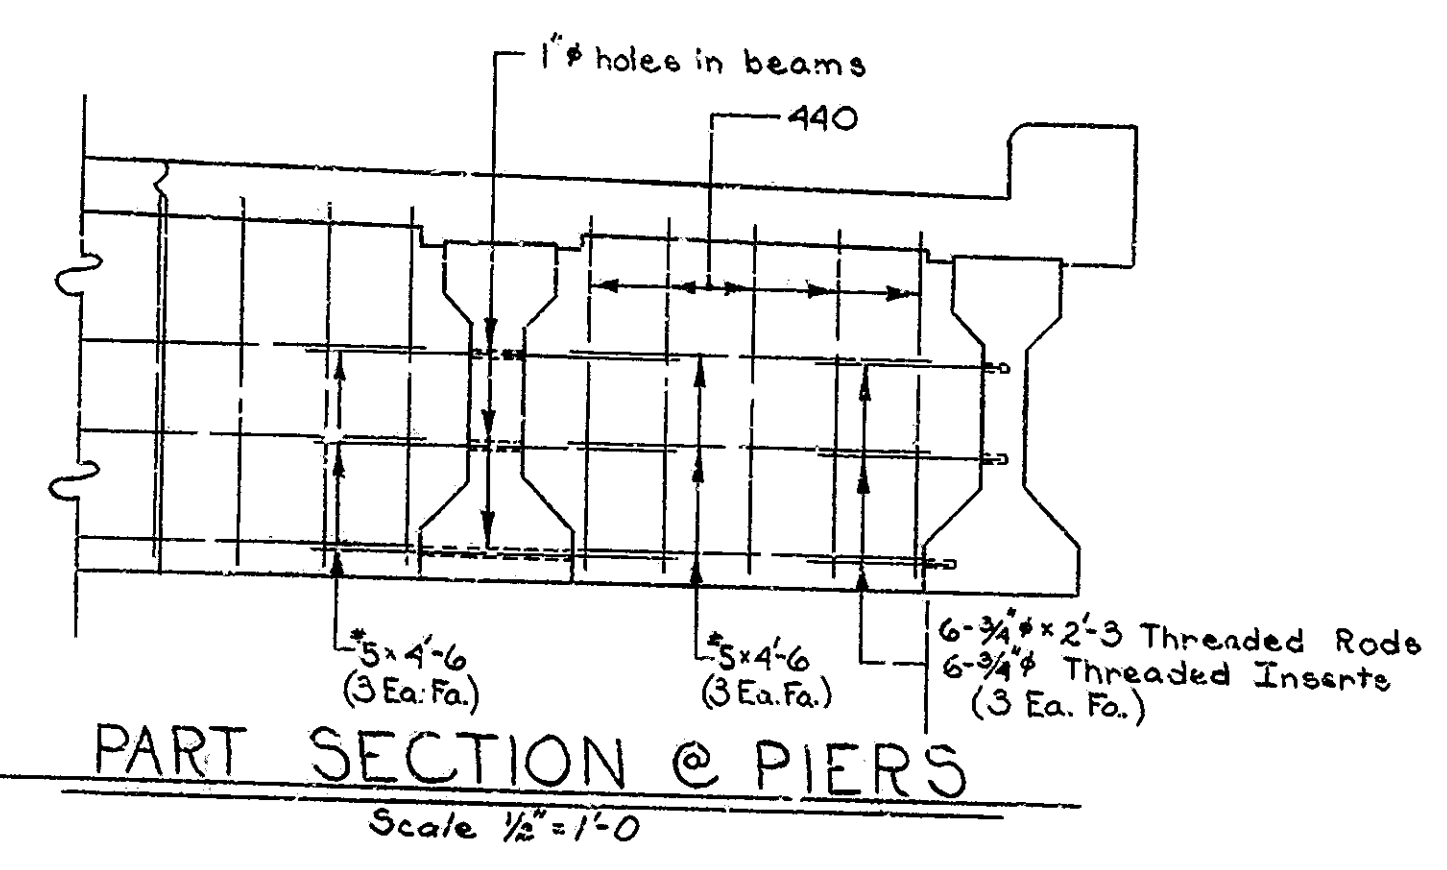 1"φ holes in beams
440
#5 x 4'-6
(3 Ea. Fa.)
#5 x 4'-6
(3 Ea. Fa.)
6-3/4"φ x 2'-3 Threaded Rods
6-3/4"φ Threaded Inserts
(3 Ea. Fa.)
PART SECTION @ PIERS
Scale 1/2" = 1'-0